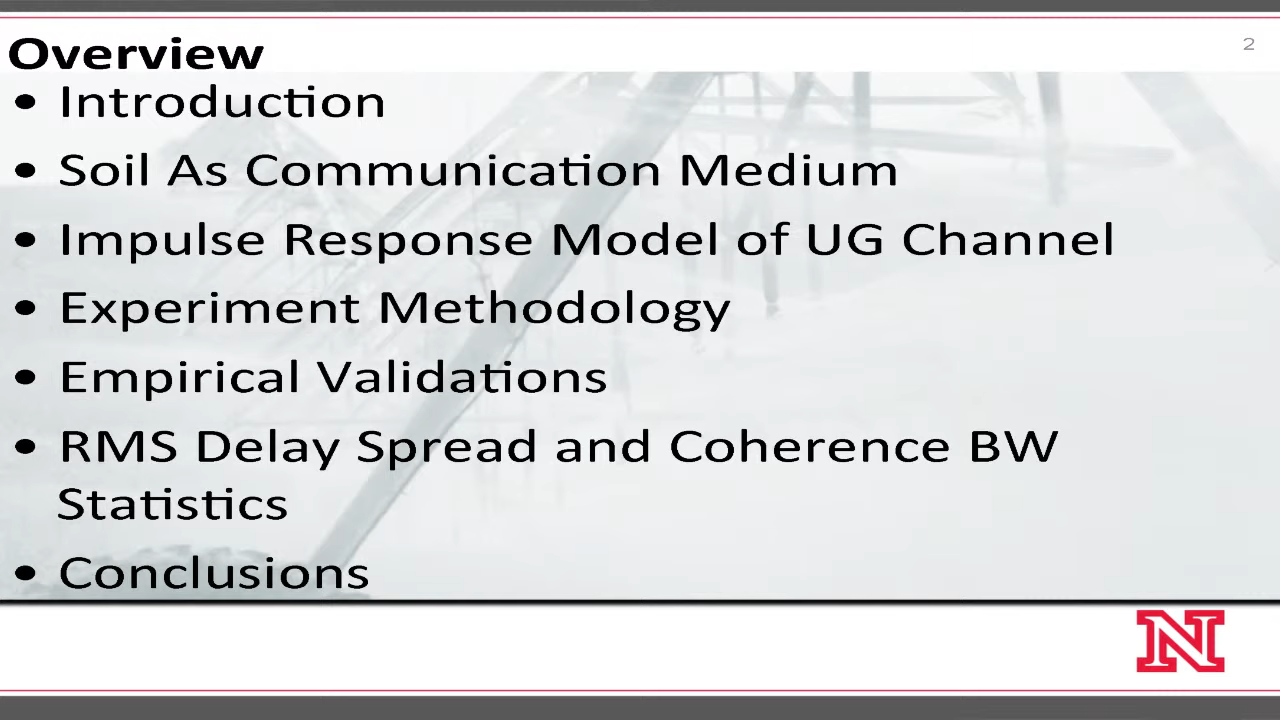 Overview
2
• Introduction
• Soil As Communication Medium
• Impulse Response Model of UG Channel
• Experiment Methodology
• Empirical Validations
• RMS Delay Spread and Coherence BW
Statistics
• Conclusions
N